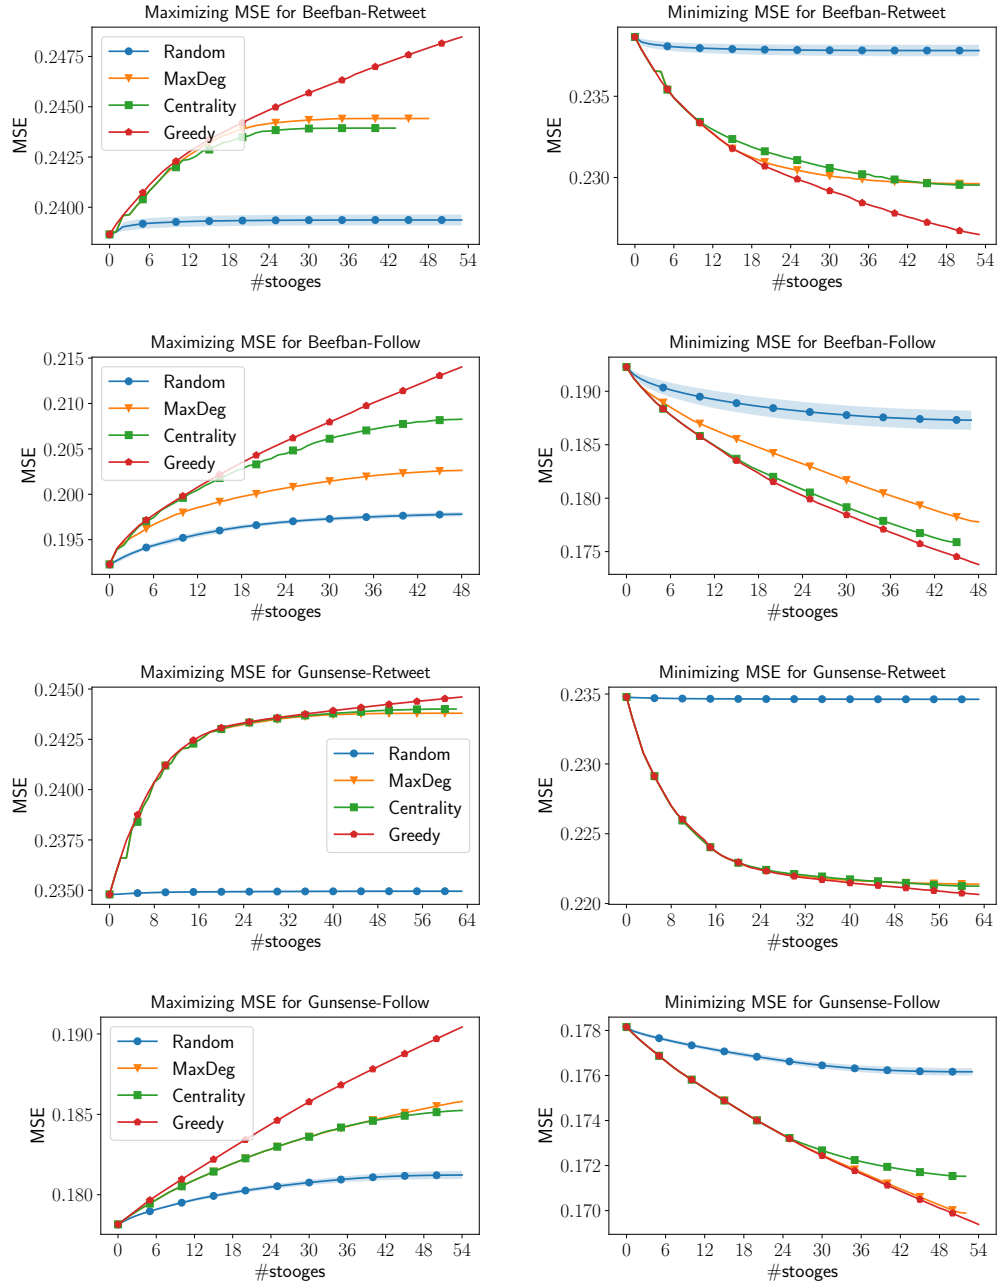 Maximizing MSE for Beefban-Retweet
Minimizing MSE for Beefban-Retweet
MSE
0.2475
0.2450
0.2425
0.2400
Random
MaxDeg
Centrality
Greedy
0 6 12 18 24 30 36 42 48 54
#stooges
MSE
0.235
0.230
0 6 12 18 24 30 36 42 48 54
#stooges
Maximizing MSE for Beefban-Follow
Minimizing MSE for Beefban-Follow
MSE
0.215
0.210
0.205
0.200
0.195
Random
MaxDeg
Centrality
Greedy
0 6 12 18 24 30 36 42 48
#stooges
MSE
0.190
0.185
0.180
0.175
0 6 12 18 24 30 36 42 48
#stooges
Maximizing MSE for Gunsense-Retweet
Minimizing MSE for Gunsense-Retweet
MSE
0.2450
0.2425
0.2400
0.2375
0.2350
Random
MaxDeg
Centrality
Greedy
0 8 16 24 32 40 48 56 64
#stooges
MSE
0.235
0.230
0.225
0.220
0 8 16 24 32 40 48 56 64
#stooges
Maximizing MSE for Gunsense-Follow
Minimizing MSE for Gunsense-Follow
MSE
0.190
0.185
0.180
Random
MaxDeg
Centrality
Greedy
0 6 12 18 24 30 36 42 48 54
#stooges
MSE
0.178
0.176
0.174
0.172
0.170
0 6 12 18 24 30 36 42 48 54
#stooges